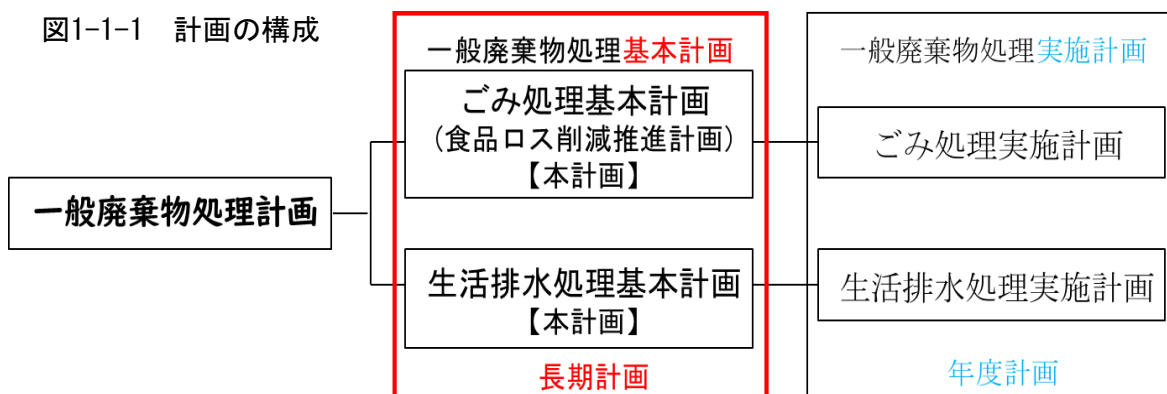 図1-1-1　計画の構成
一般廃棄物処理計画
一般廃棄物処理基本計画
ごみ処理基本計画
(食品ロス削減推進計画)
【本計画】
生活排水処理基本計画
【本計画】
長期計画
一般廃棄物処理実施計画
ごみ処理実施計画
生活排水処理実施計画
年度計画